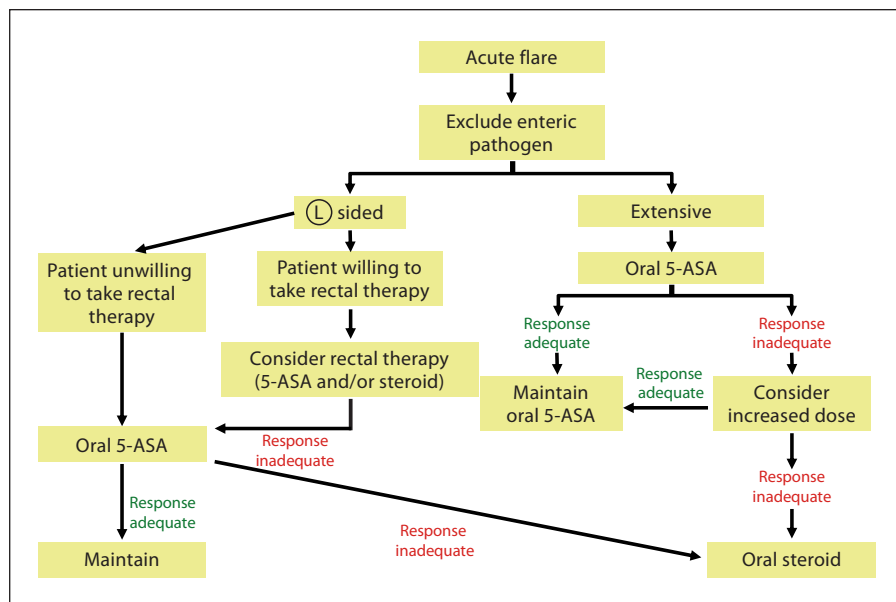 Acute flare
Exclude enteric
pathogen
L sided
Extensive
Patient unwilling
to take rectal
therapy
Patient willing to
take rectal therapy
Oral 5-ASA
Response
adequate
Response
inadequate
Consider rectal therapy
(5-ASA and/or steroid)
Maintain
oral 5-ASA
Response
adequate
Consider
increased dose
Oral 5-ASA
Response
inadequate
Response
inadequate
Response
adequate
Response
inadequate
Maintain
Oral steroid